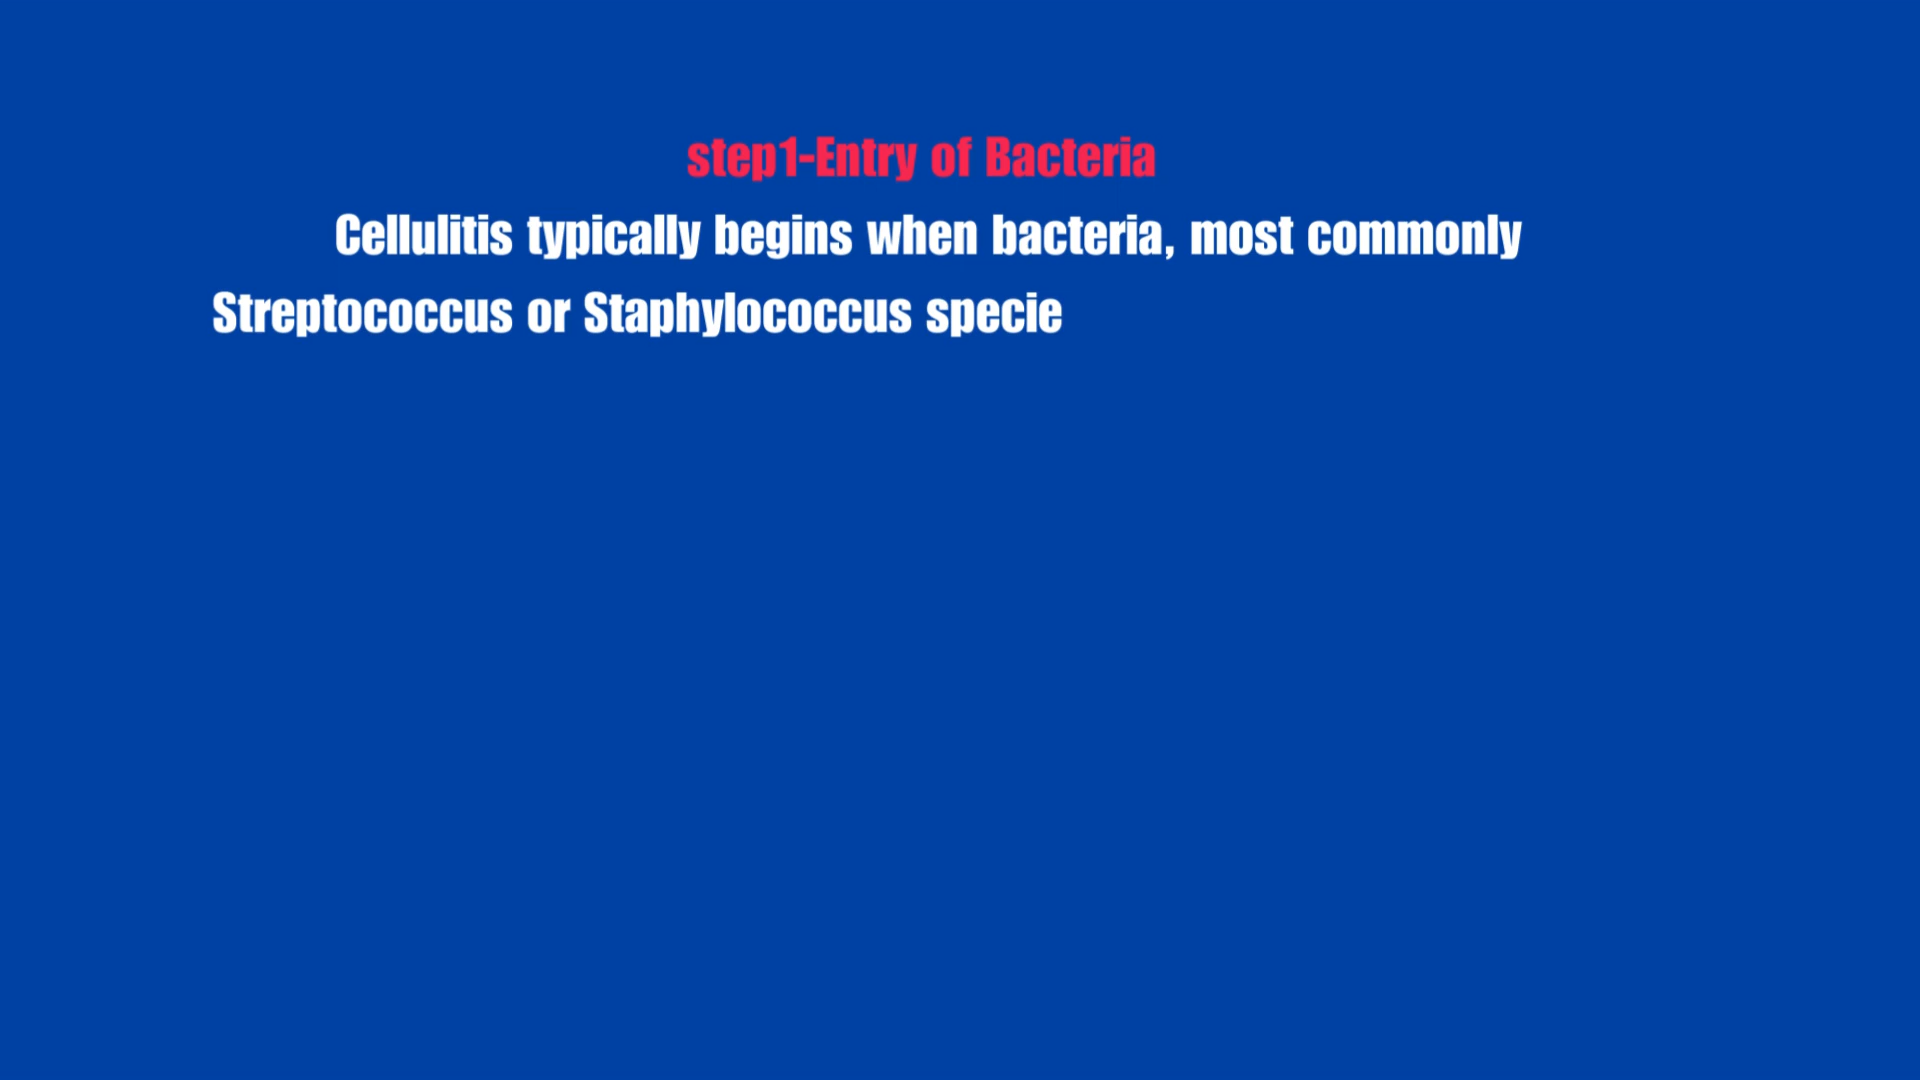 step1-Entry of Bacteria
Cellulitis typically begins when bacteria, most commonly
Streptococcus or Staphylococcus specie